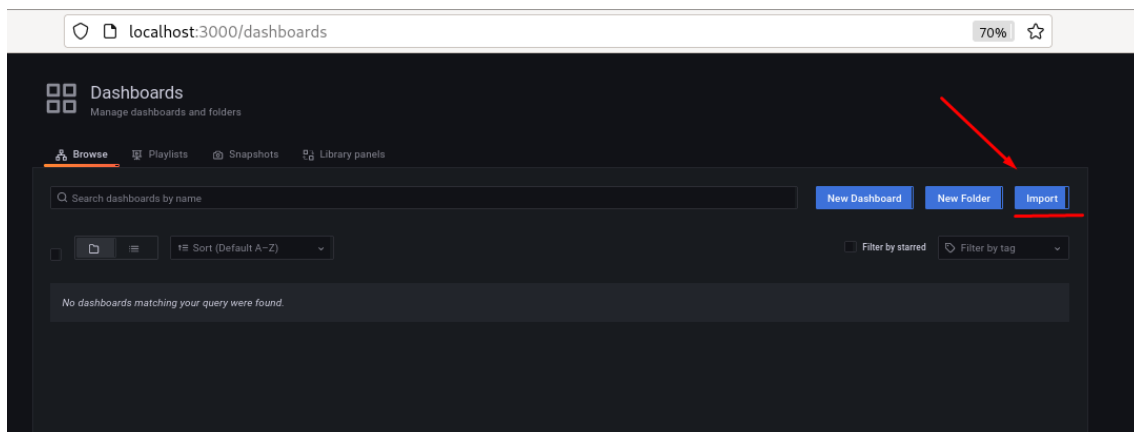 localhost:3000/dashboards
70%
Dashboards
Manage dashboards and folders
Browse Playlists Snapshots Library panels
Search dashboards by name
New Dashboard New Folder Import
Sort (Default A–Z)
Filter by starred Filter by tag
No dashboards matching your query were found.